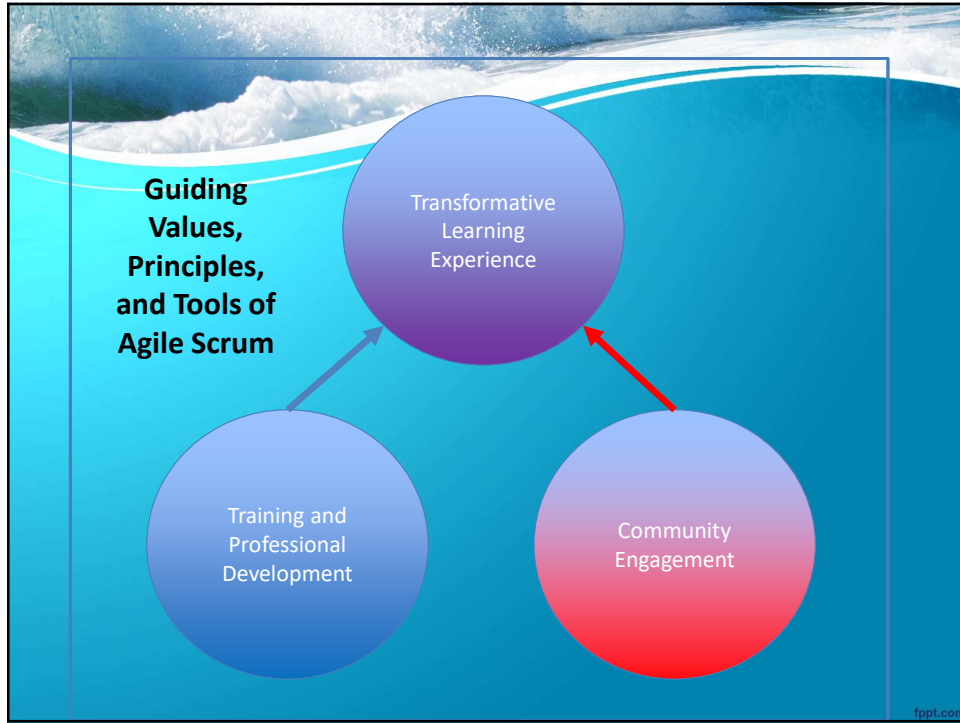 Guiding
Values,
Principles,
and Tools of
Agile Scrum
Transformative
Learning
Experience
Training and
Professional
Development
Community
Engagement
fppt.com